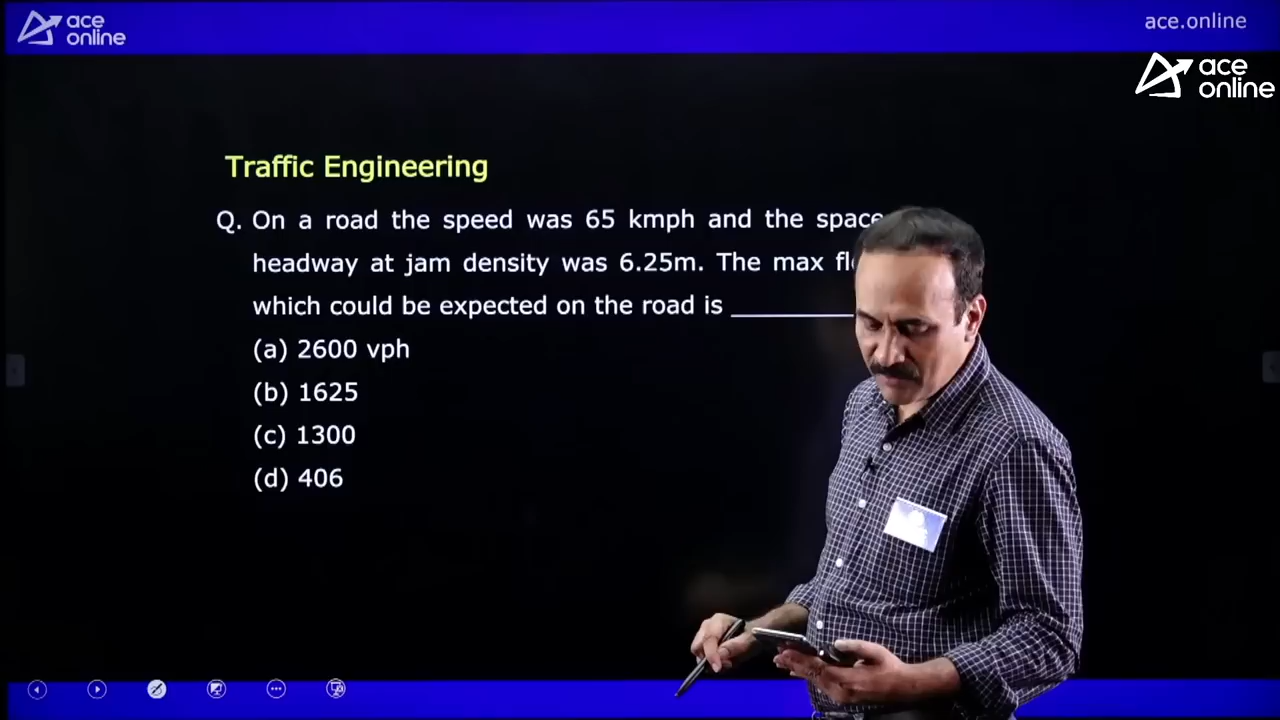 ace
online
ace.online
ace
online
Traffic Engineering
Q. On a road the speed was 65 kmph and the space
headway at jam density was 6.25m. The max
which could be expected on the road is ___________
(a) 2600 vph
(b) 1625
(c) 1300
(d) 406